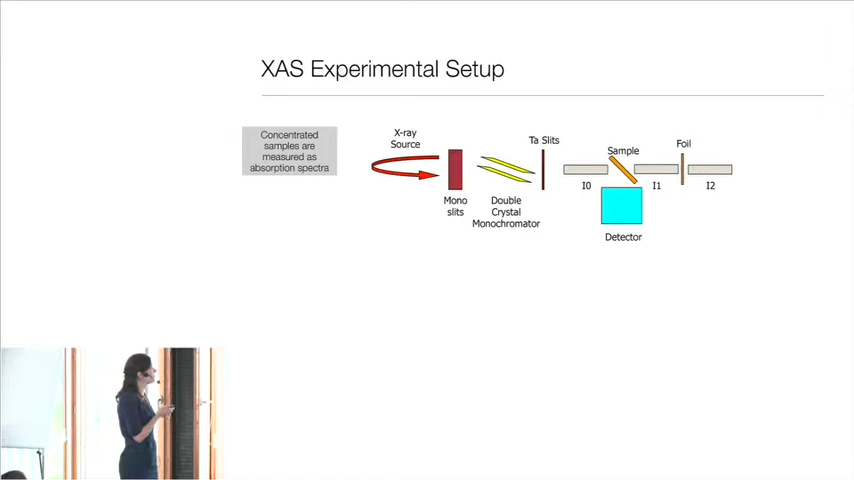 XAS Experimental Setup
Concentrated
samples are
measured as
absorption spectra
X-ray
Source
Mono
slits
Double
Crystal
Monochromator
Ta Slits
I0
Sample
Detector
I1
Foil
I2